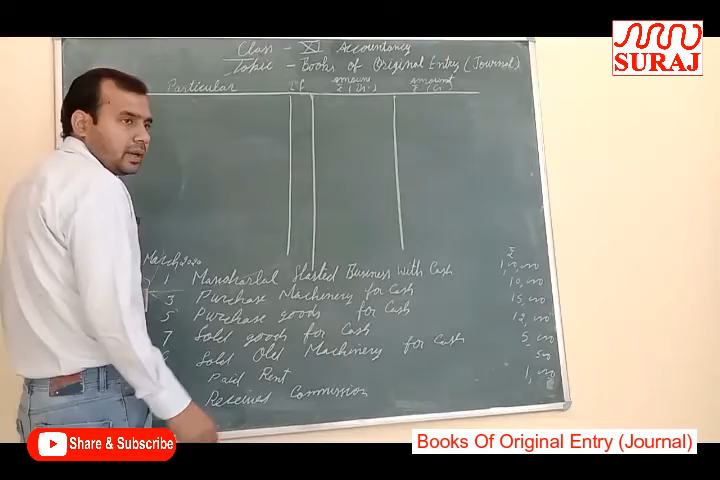 SURAJ
Class - XI Accountancy
Topic - Books of Original Entry (Journal)
Particular L.F amount ₹ (Dr.) amount ₹ (Cr)
March 2020 ₹
1 Manoharlal Started Business with Cash 1,00,000
3 Purchase Machinery for Cash 10,000
5 Purchase goods for Cash 15,000
7 Sold goods for Cash 12,000
Sold Old Machinery for Cash 5,000
Paid Rent 500
Received Commission 1,000
Share & Subscribe
Books Of Original Entry (Journal)